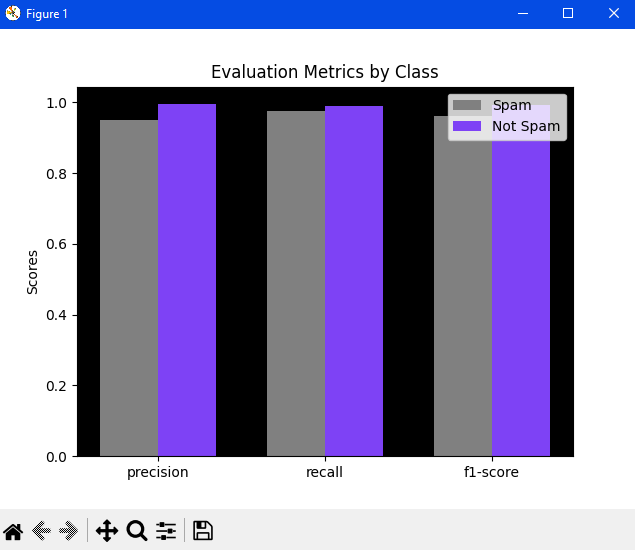 Figure 1
Evaluation Metrics by Class
Spam
Not Spam
1.0
0.8
0.6
0.4
0.2
0.0
Scores
precision recall f1-score